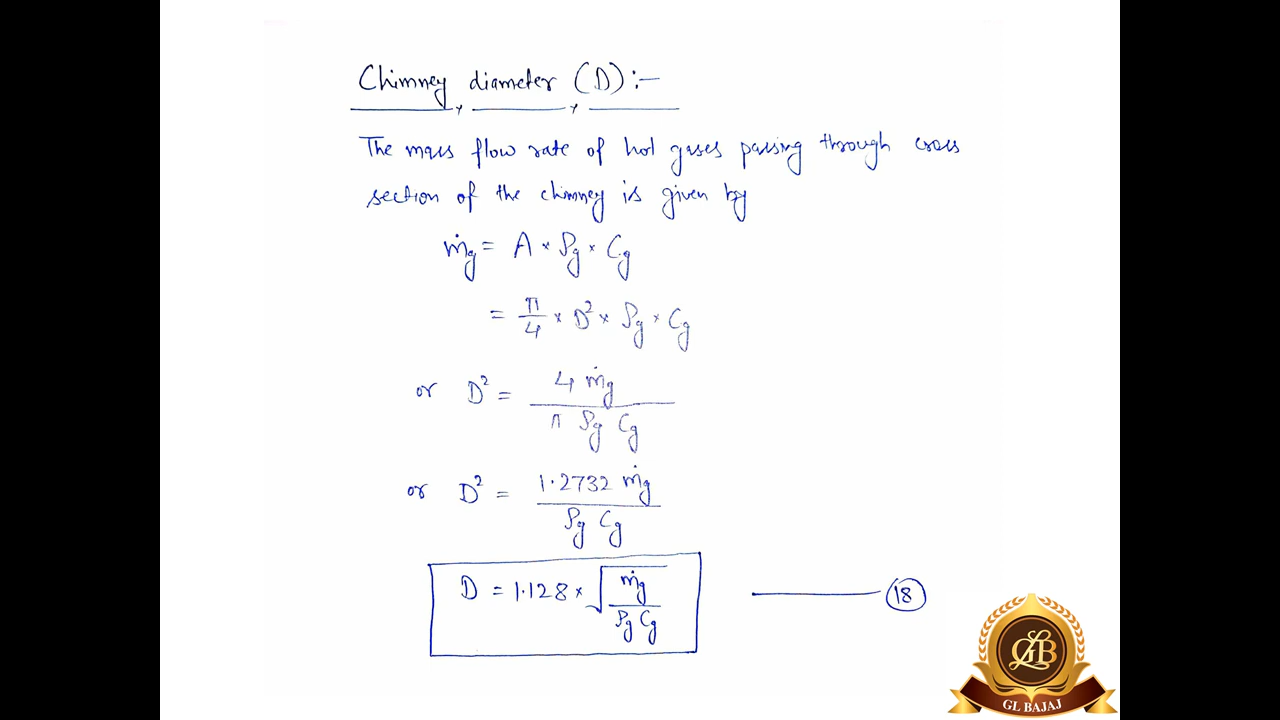 Chimney diameter (D):-
The mass flow rate of hot gases passing through cross
section of the chimney is given by
ṁg = A × ρg × Cg
= π/4 × D² × ρg × Cg
or D² = 4 ṁg / π ρg Cg
or D² = 1.2732 ṁg / ρg Cg
D = 1.128 × √(ṁg / ρg Cg) 18
GLB
GL BAJAJ